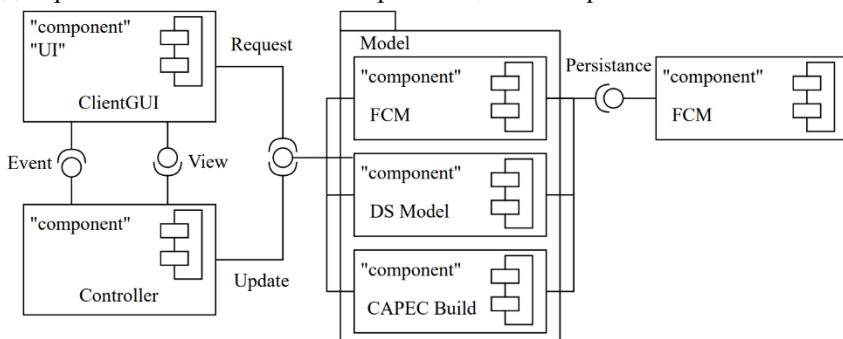 "component"
"UI"
ClientGUI
Request
Model
"component"
FCM
Persistance
"component"
FCM
Event
View
"component"
DS Model
"component"
Controller
Update
"component"
CAPEC Build